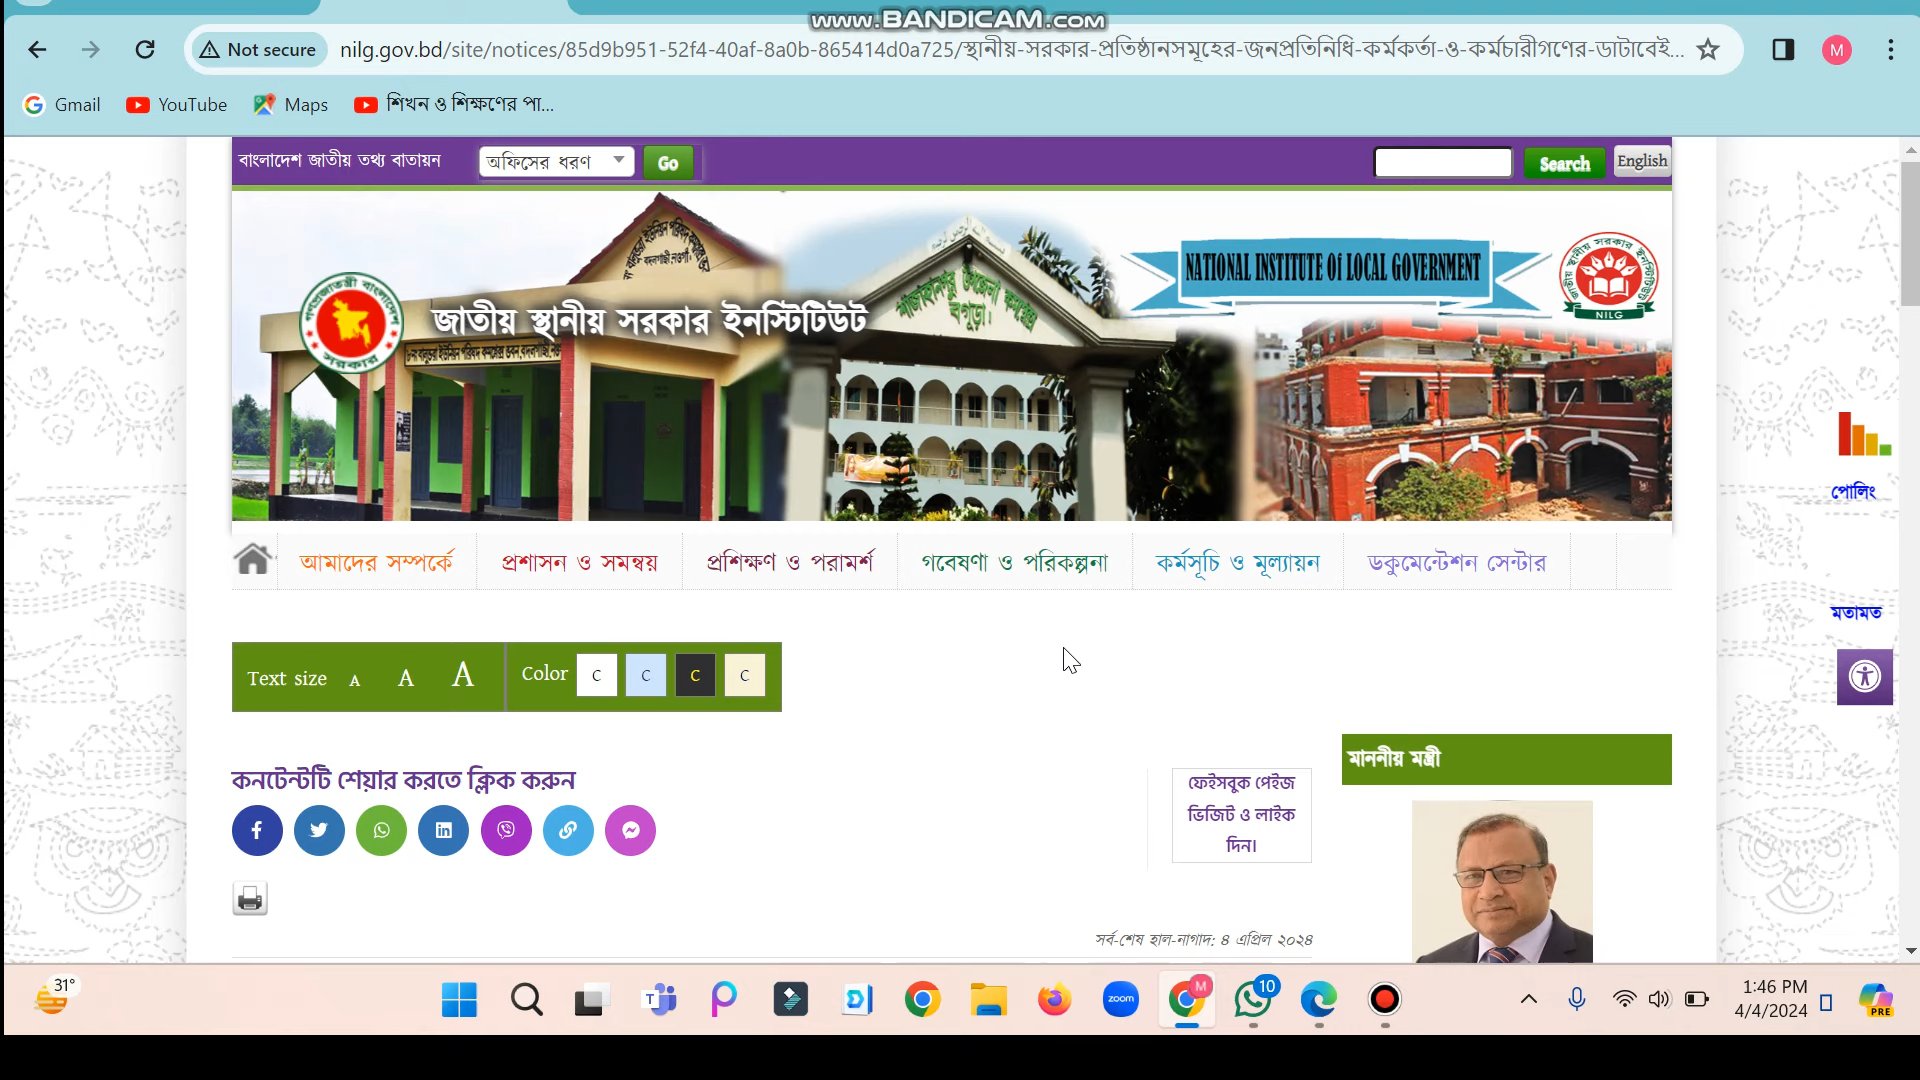 www.BANDICAM.com
Not secure
nilg.gov.bd/site/notices/85d9b951-52f4-40af-8a0b-865414d0a725/স্থানীয়-সরকার-প্রতিষ্ঠানসমূহের-জনপ্রতিনিধি-কর্মকর্তা-ও-কর্মচারীগণের-ডাটাবেই...
M
Gmail
YouTube
Maps
শিখন ও শিক্ষণের পা...
বাংলাদেশ জাতীয় তথ্য বাতায়ন
অফিসের ধরণ
Go
Search
English
NATIONAL INSTITUTE Of LOCAL GOVERNMENT
NILG
জাতীয় স্থানীয় সরকার ইনস্টিটিউট
আমাদের সম্পর্কে
প্রশাসন ও সমন্বয়
প্রশিক্ষণ ও পরামর্শ
গবেষণা ও পরিকল্পনা
কর্মসূচি ও মূল্যায়ন
ডকুমেন্টেশন সেন্টার
পোলিং
মতামত
Text size A A A
Color C C C C
মাননীয় মন্ত্রী
কনটেন্টটি শেয়ার করতে ক্লিক করুন
ফেইসবুক পেইজ
ভিজিট ও লাইক
দিন।
সর্ব-শেষ হাল-নাগাদ: ৪ এপ্রিল ২০২৪
31°
zoom
M
10
1:46 PM
4/4/2024
PRE